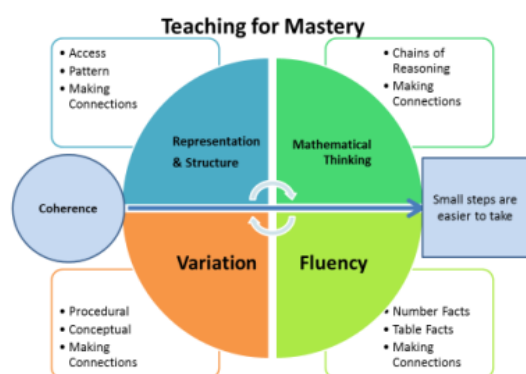 Teaching for Mastery
• Access
• Pattern
• Making
Connections
• Chains of
Reasoning
• Making
Connections
Representation
& Structure
Mathematical
Thinking
Coherence
Small steps are
easier to take
Variation
Fluency
• Procedural
• Conceptual
• Making
Connections
• Number Facts
• Table Facts
• Making
Connections